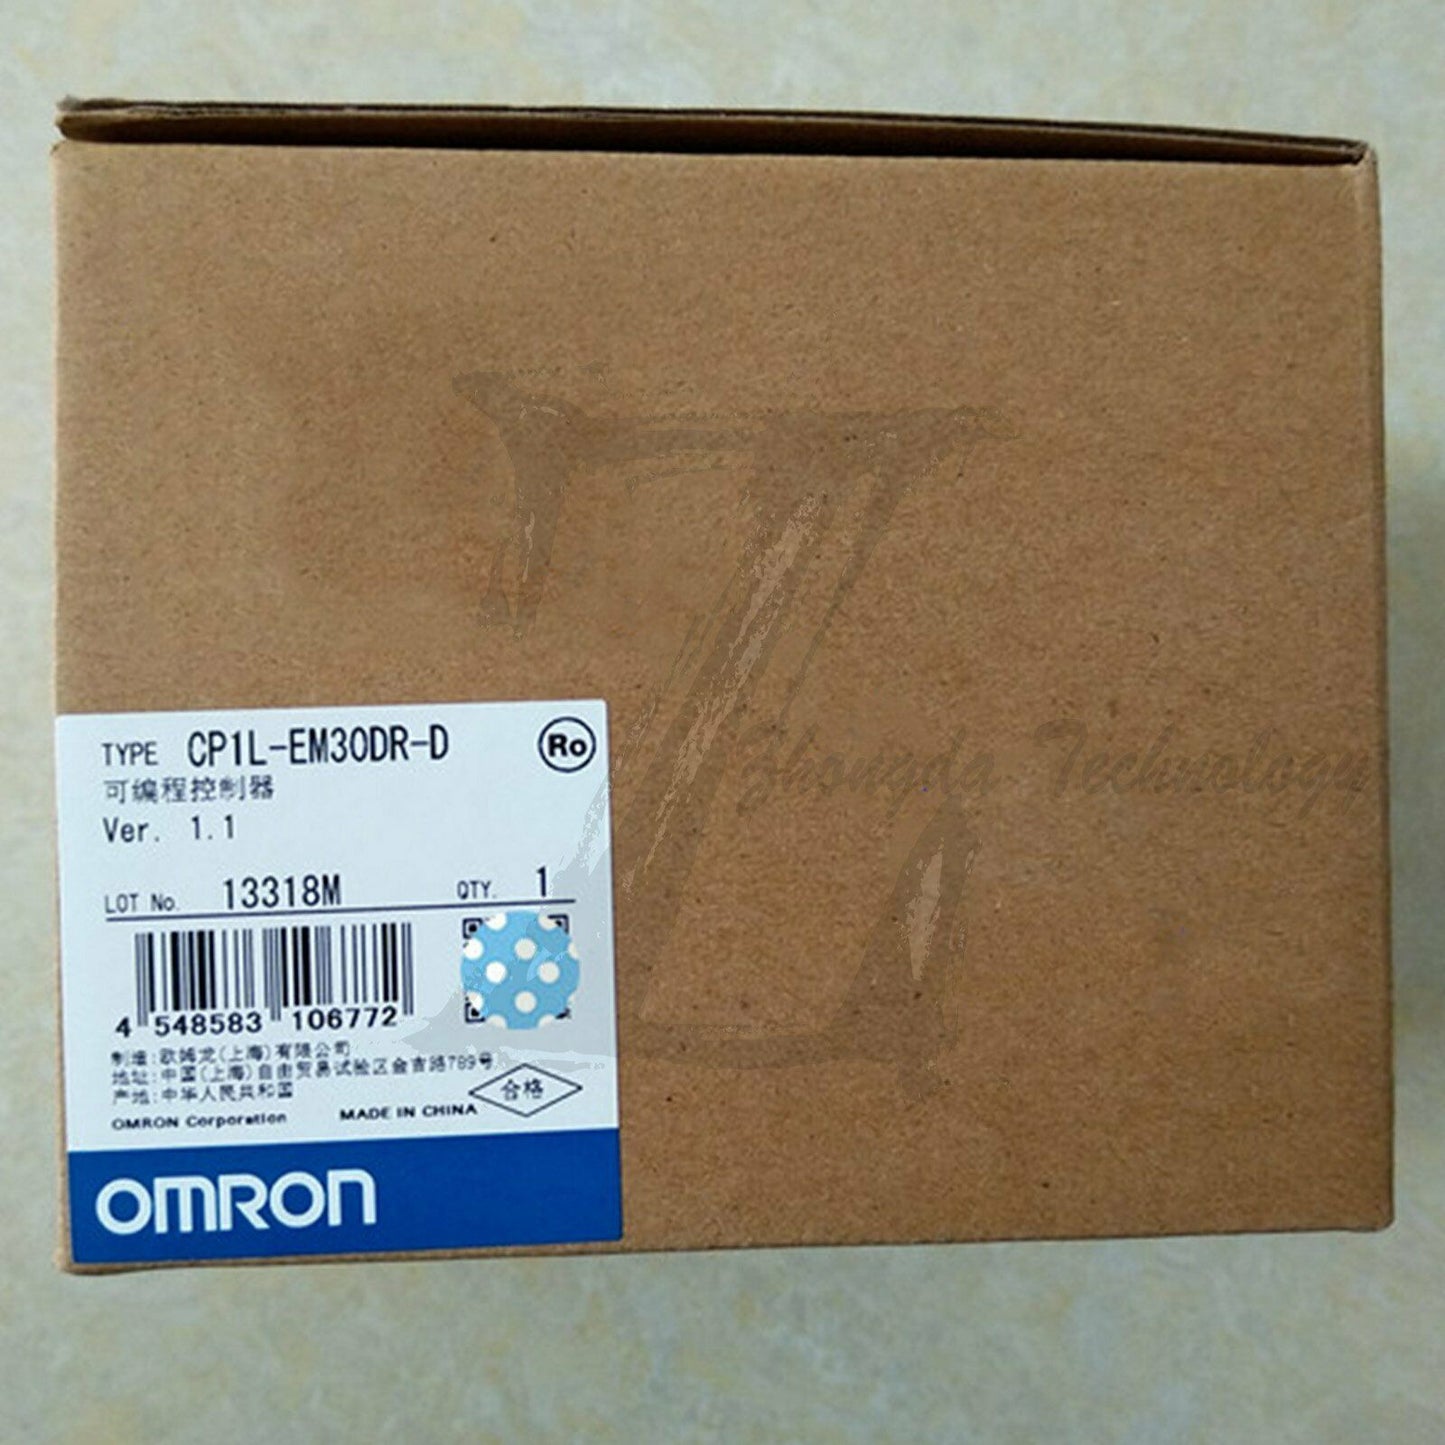 TYPE CP1L-EM30DR-D Ro
可编程控制器
Ver. 1.1
LOT No. 13318M QTY. 1
4 548583 106772
制造:欧姆龙(上海)有限公司
地址:中国(上海)自由贸易试验区金吉路789号
产地:中华人民共和国
合格
OMRON Corporation MADE IN CHINA
OMRON
Zhongda Technology